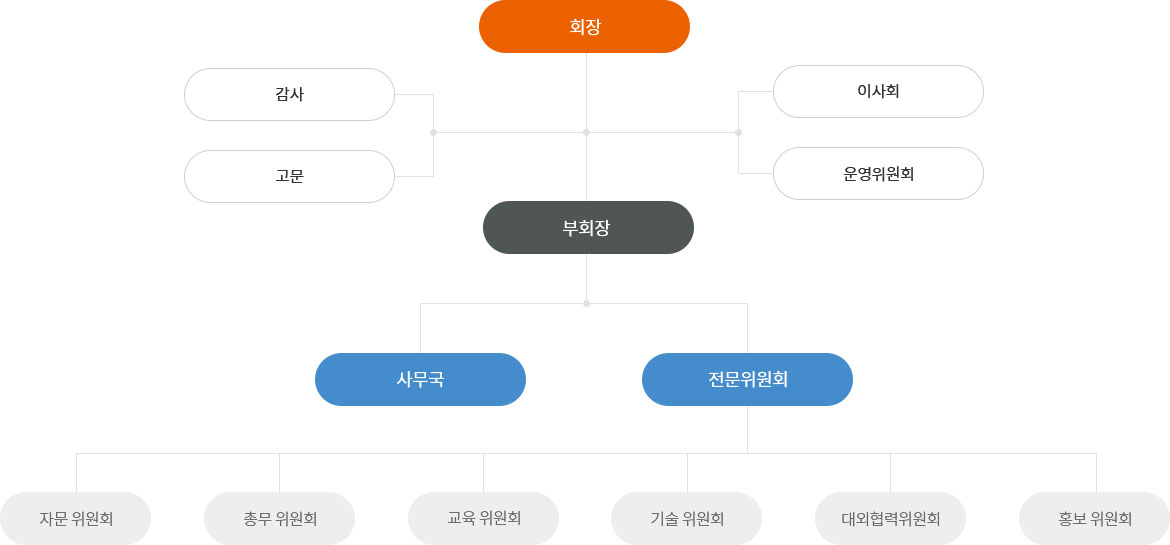 회장
감사
이사회
고문
운영위원회
부회장
사무국
전문위원회
자문 위원회
총무 위원회
교육 위원회
기술 위원회
대외협력위원회
홍보 위원회